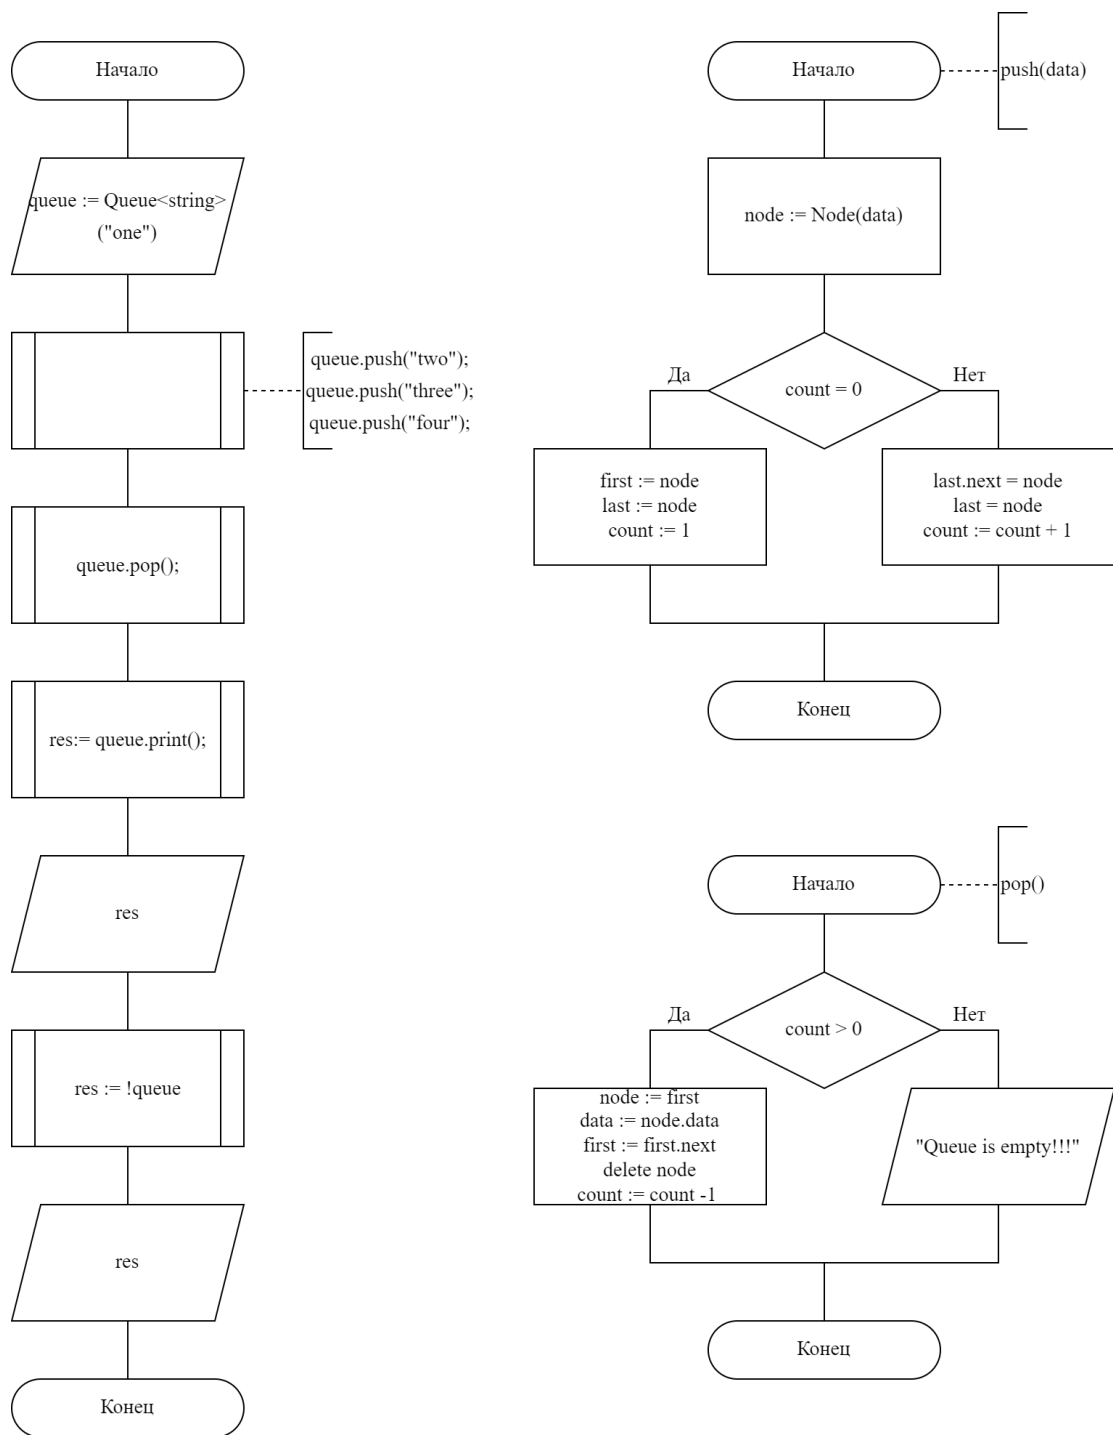 Начало
queue := Queue<string>
("one")
queue.push("two");
queue.push("three");
queue.push("four");
queue.pop();
res:= queue.print();
res
res := !queue
res
Конец
Начало
push(data)
node := Node(data)
Да
count = 0
Нет
first := node
last := node
count := 1
last.next = node
last = node
count := count + 1
Конец
Начало
pop()
Да
count > 0
Нет
node := first
data := node.data
first := first.next
delete node
count := count -1
"Queue is empty!!!"
Конец